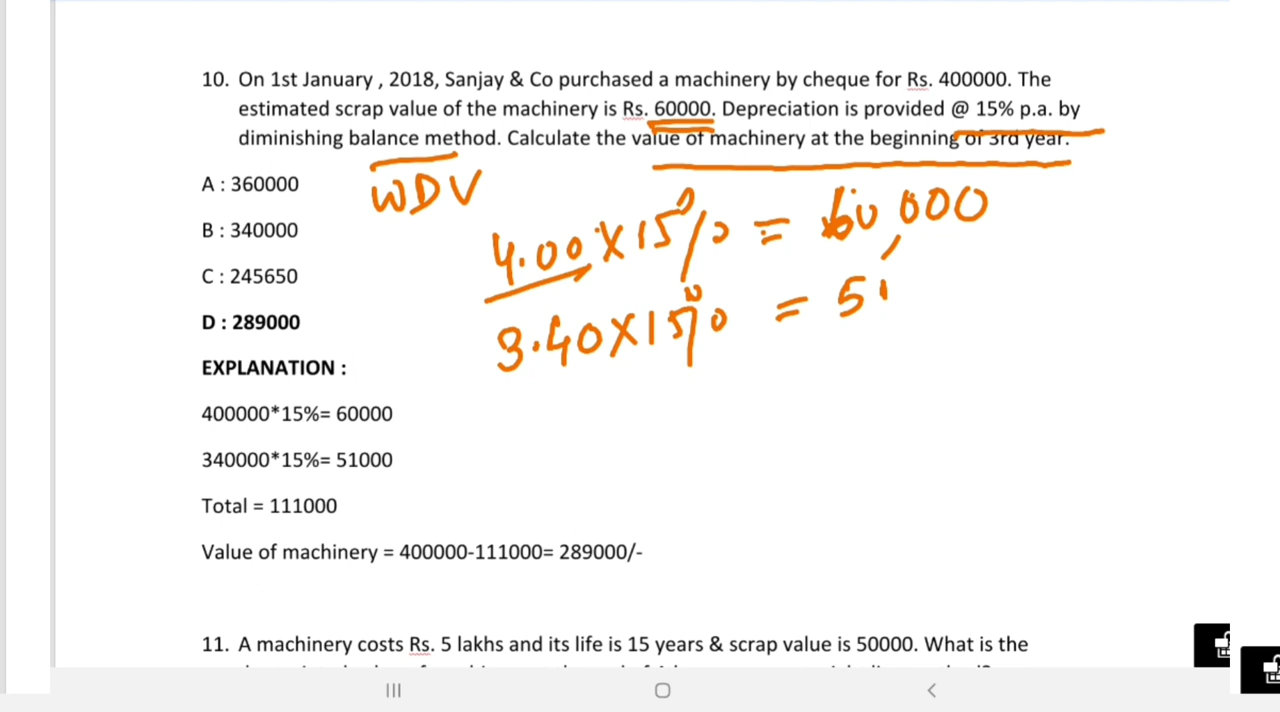 10. On 1st January , 2018, Sanjay & Co purchased a machinery by cheque for Rs. 400000. The
estimated scrap value of the machinery is Rs. 60000. Depreciation is provided @ 15% p.a. by
diminishing balance method. Calculate the value of machinery at the beginning of 3rd year.
A : 360000
WDV
B : 340000
4.00 X 15% = 60,000
C : 245650
D : 289000
3.40 X 15% = 51
EXPLANATION :
400000*15%= 60000
340000*15%= 51000
Total = 111000
Value of machinery = 400000-111000= 289000/-
11. A machinery costs Rs. 5 lakhs and its life is 15 years & scrap value is 50000. What is the